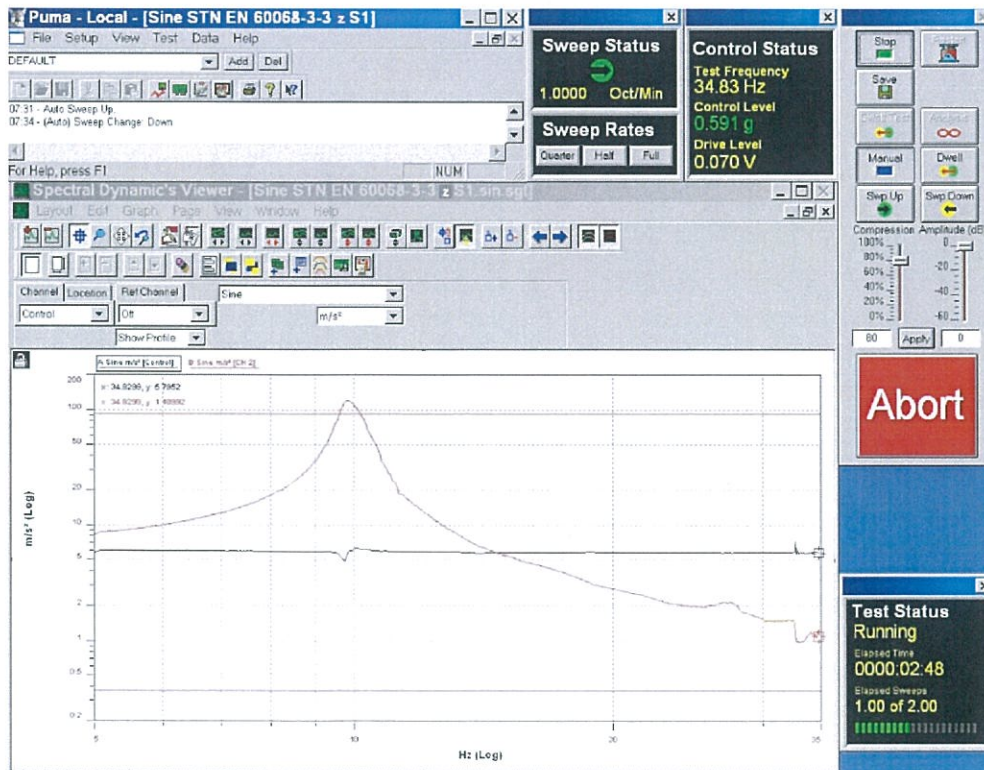 Puma - Local - [Sine STN EN 60068-3-3 z S1]
File Setup View Test Data Help
DEFAULT
Add Del
07:31 - Auto Sweep Up.
07:34 - (Auto) Sweep Change: Down
For Help, press F1
NUM
Sweep Status
1.0000 Oct/Min
Sweep Rates
Quarter Half Full
Control Status
Test Frequency
34.83 Hz
Control Level
0.591 g
Drive Level
0.070 V
Stop
Save
Manual Dwell
Swp Up Swp Down
Compression Amplitude (dB
100% 0
80% -20
60%
40% -40
20%
0% -60
80 Apply 0
Abort
Spectral Dynamic's Viewer - [Sine STN EN 60068-3-3 z S1.sin.sgt]
Layout Edit Graph Page View Window Help
Channel Location Ref Channel Sine
Control Off m/s²
Show Profile
A: Sine m/s² [Control] B: Sine m/s² [CH 2]
200
100
50
20
10
5
2
1
0.5
0.2
m/s² (Log)
5 10 20 35
Hz (Log)
Test Status
Running
Elapsed Time
0000:02:48
Elapsed Sweeps
1.00 of 2.00